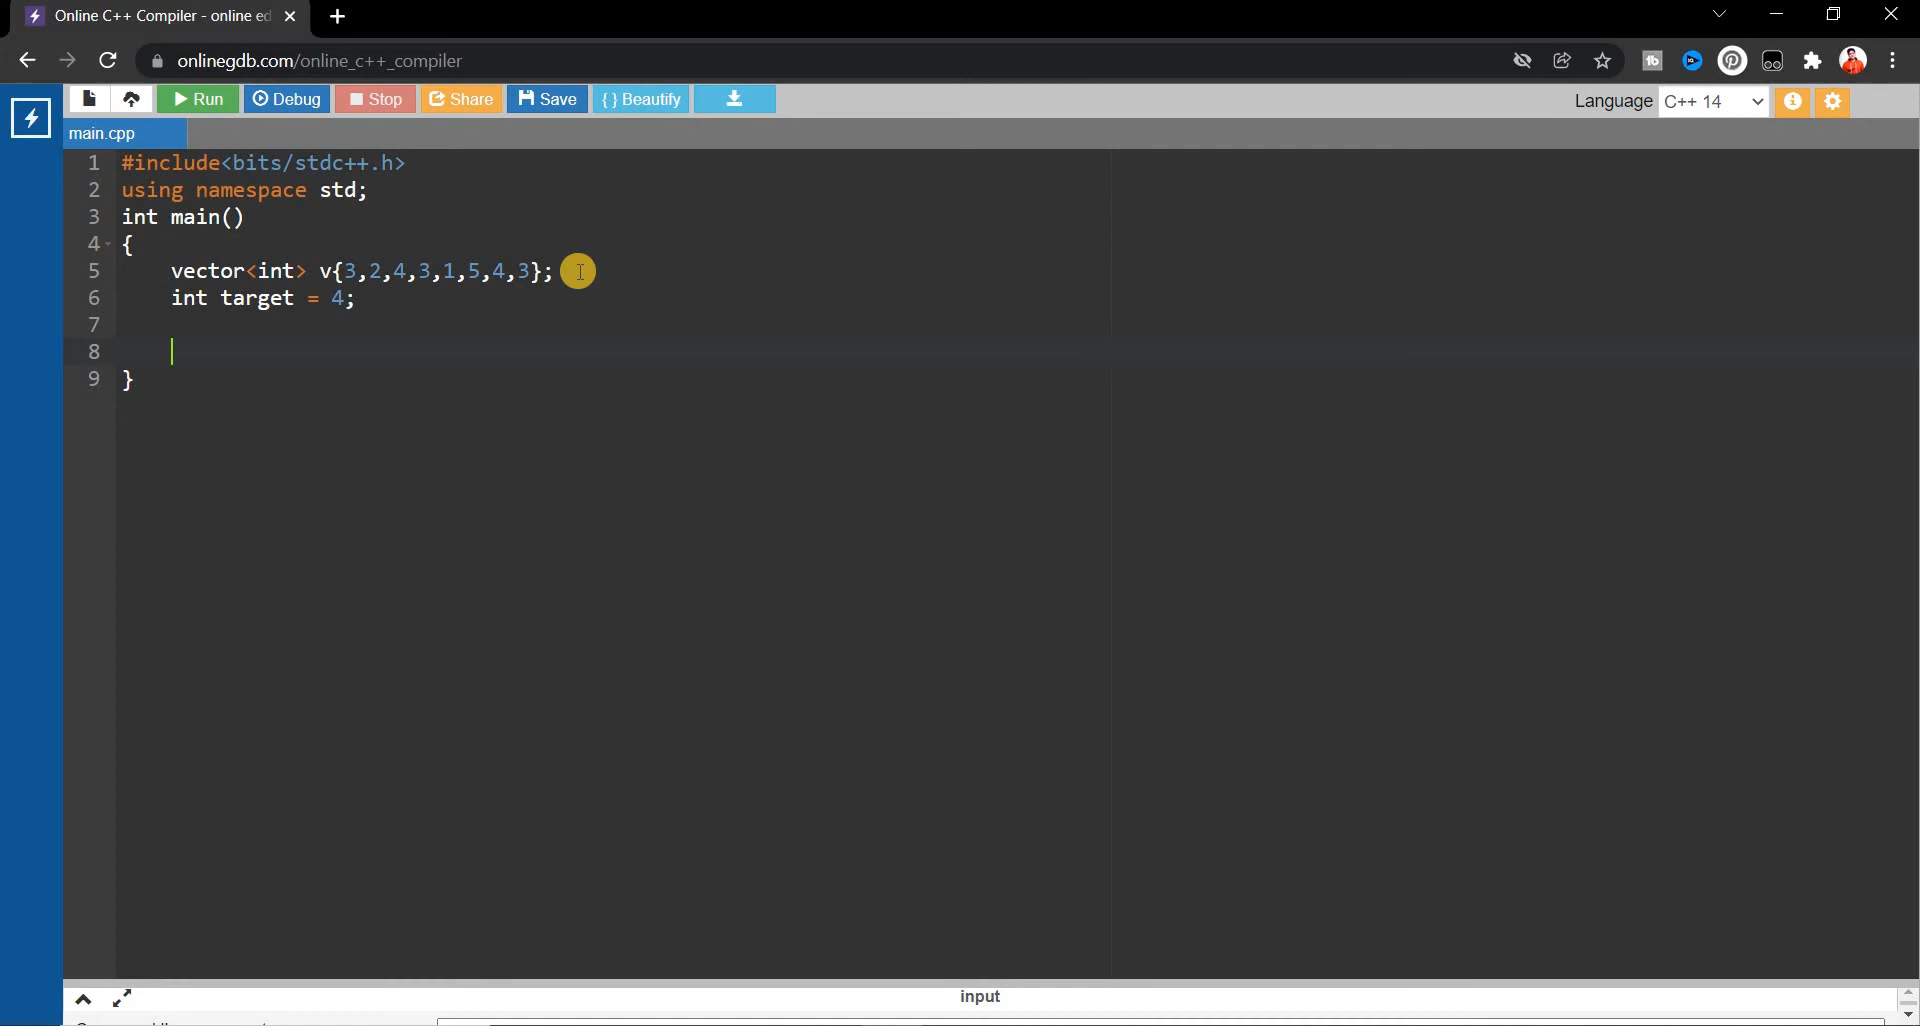 Online C++ Compiler - online ed
onlinegdb.com/online_c++_compiler
Run Debug Stop Share Save { } Beautify Language C++ 14
main.cpp
1 #include<bits/stdc++.h>
2 using namespace std;
3 int main()
4 {
5 vector<int> v{3,2,4,3,1,5,4,3};
6 int target = 4;
7
8
9 }
input